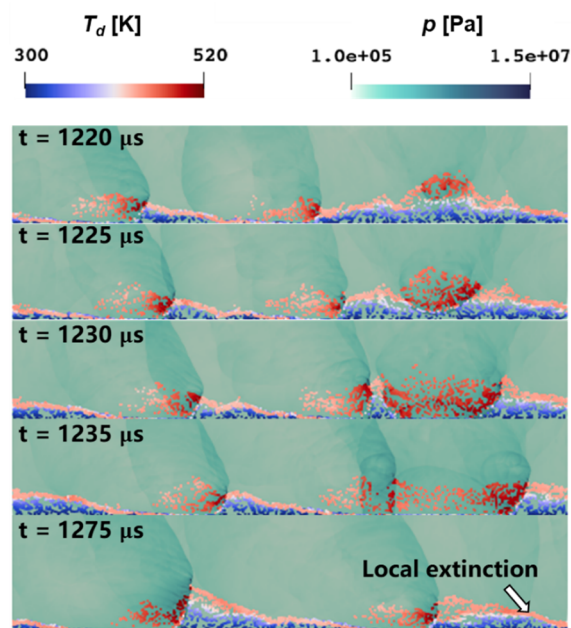 T_d [K] p [Pa]
300 520 1.0e+05 1.5e+07
t = 1220 μs
t = 1225 μs
t = 1230 μs
t = 1235 μs
t = 1275 μs
Local extinction